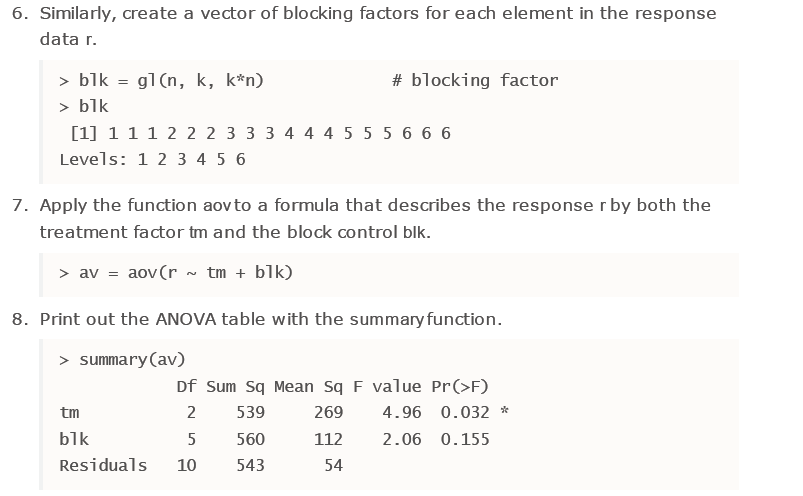 6. Similarly, create a vector of blocking factors for each element in the response
data r.
> blk = gl(n, k, k*n)             # blocking factor
> blk
 [1] 1 1 1 2 2 2 3 3 3 4 4 4 5 5 5 6 6 6
Levels: 1 2 3 4 5 6
7. Apply the function aov to a formula that describes the response r by both the
treatment factor tm and the block control blk.
> av = aov(r ~ tm + blk)
8. Print out the ANOVA table with the summary function.
> summary(av)
            Df Sum Sq Mean Sq F value Pr(>F)
tm           2    539     269    4.96  0.032 *
blk          5    560     112    2.06  0.155
Residuals   10    543      54